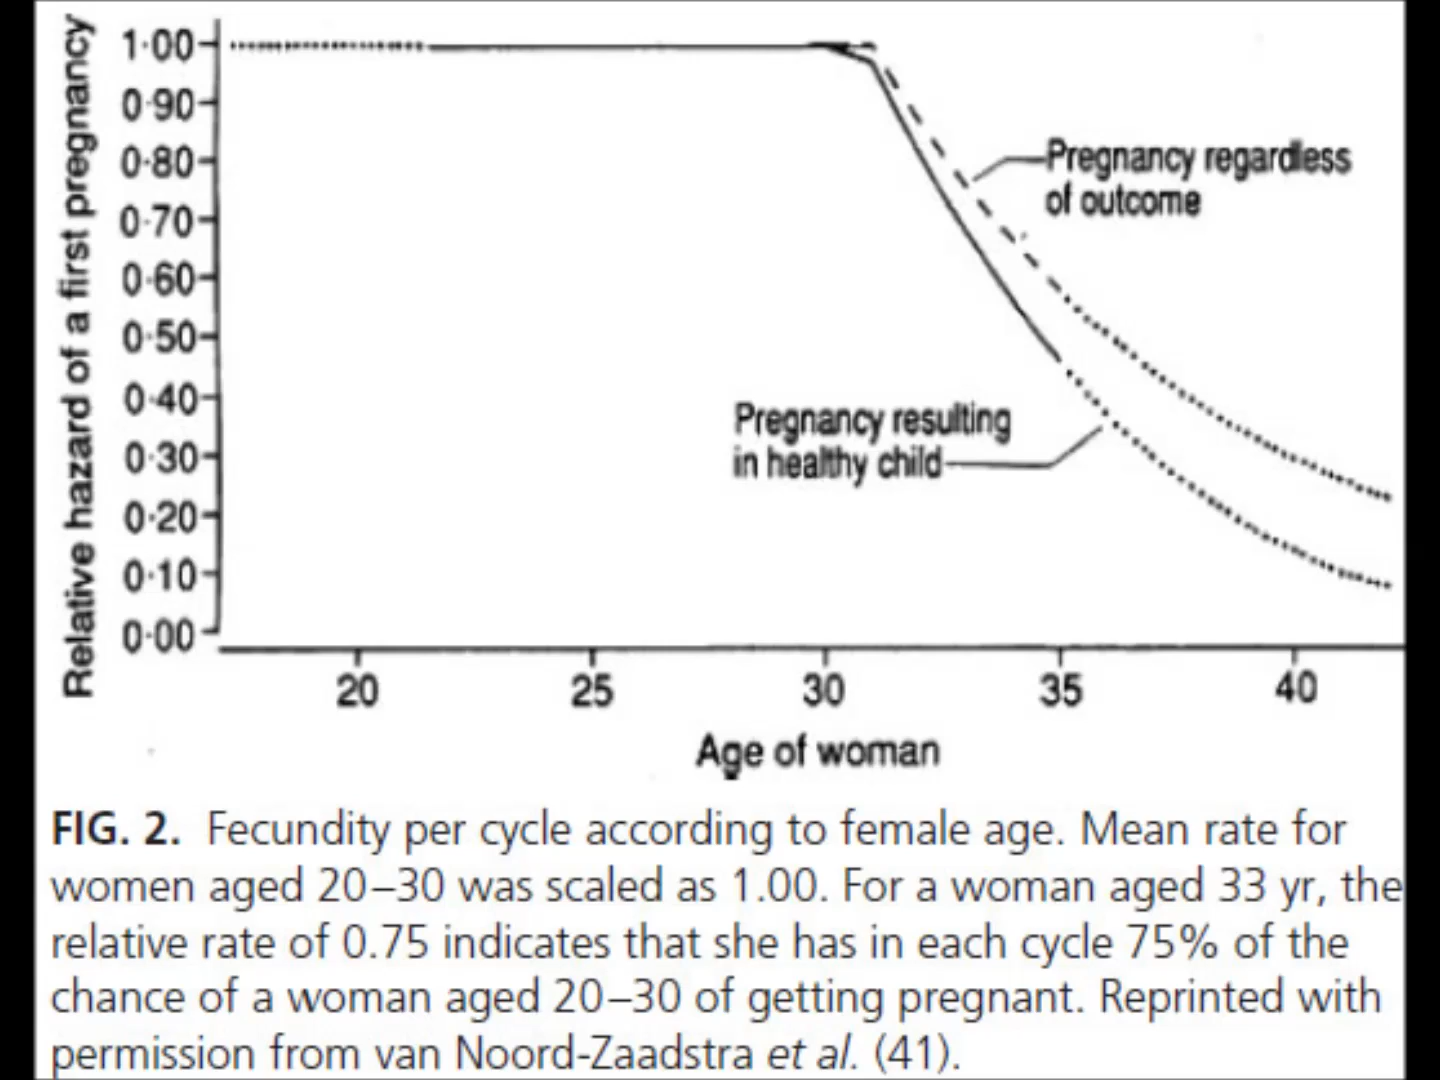 Relative hazard of a first pregnancy
1·00
0·90
0·80
0·70
0·60
0·50
0·40
0·30
0·20
0·10
0·00
Pregnancy regardless
of outcome
Pregnancy resulting
in healthy child
20 25 30 35 40
Age of woman
FIG. 2. Fecundity per cycle according to female age. Mean rate for
women aged 20–30 was scaled as 1.00. For a woman aged 33 yr, the
relative rate of 0.75 indicates that she has in each cycle 75% of the
chance of a woman aged 20–30 of getting pregnant. Reprinted with
permission from van Noord-Zaadstra et al. (41).